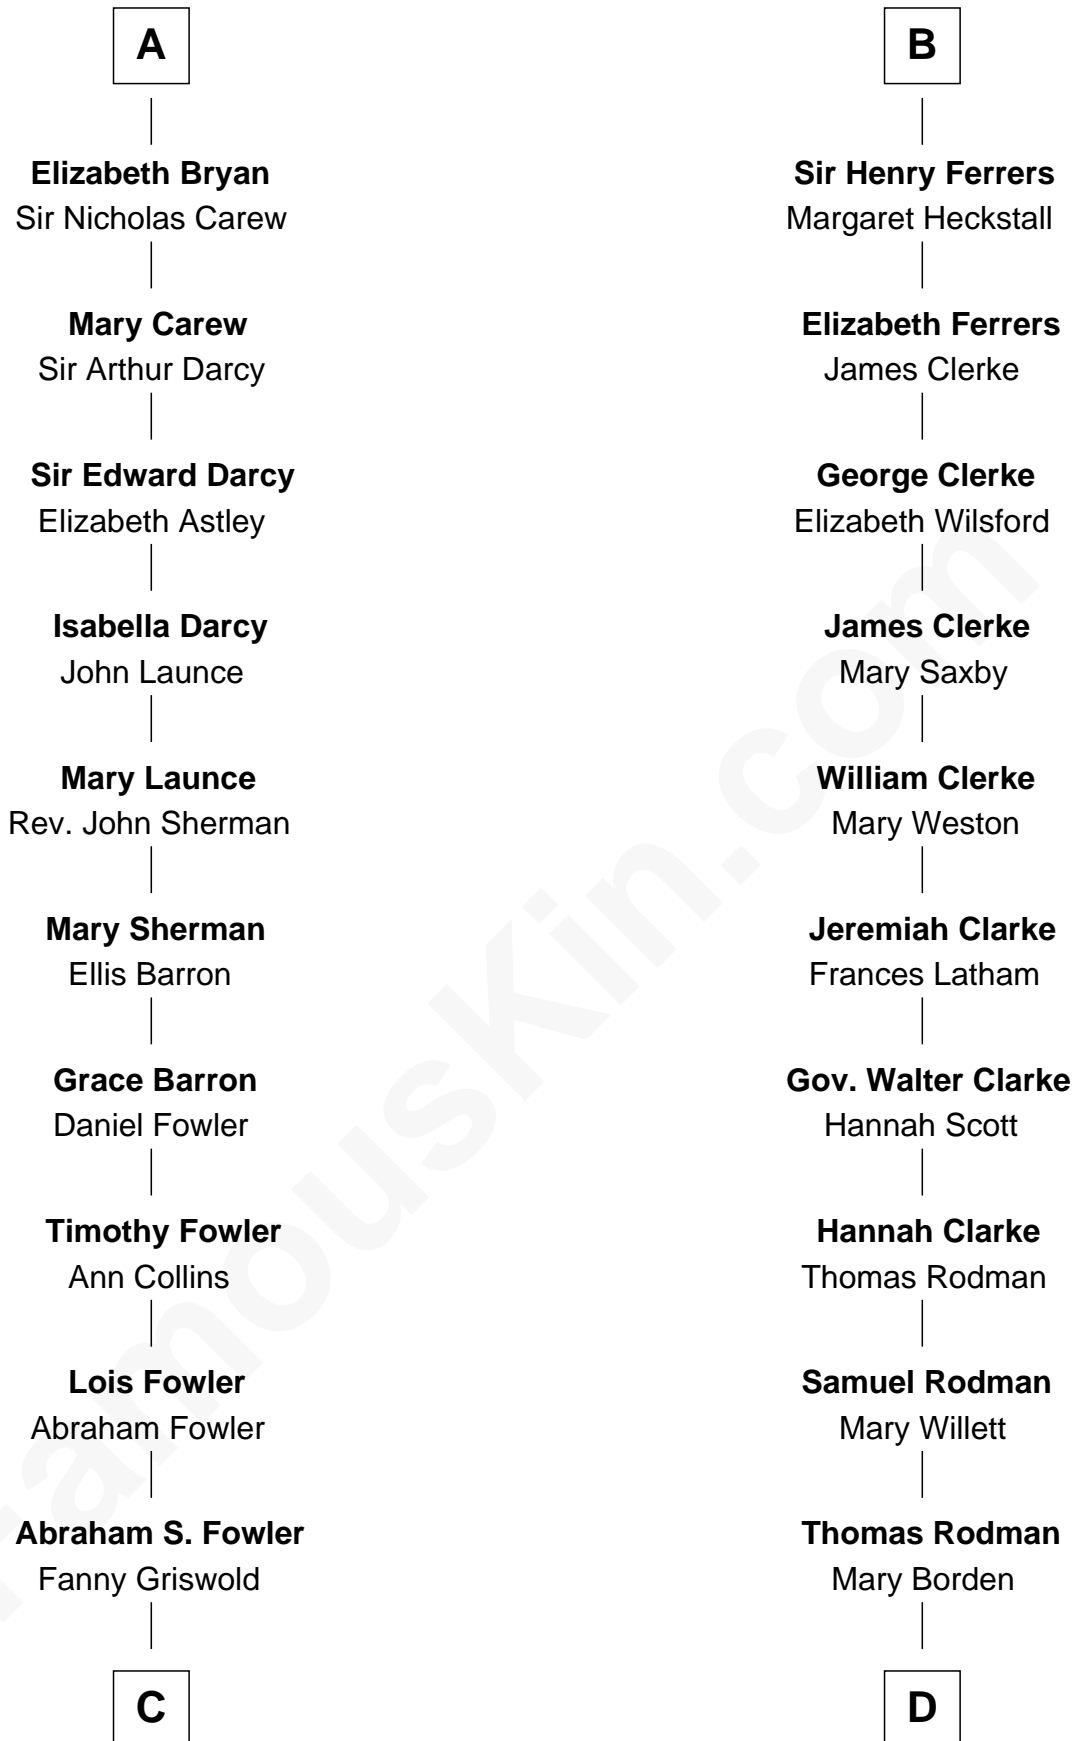 A
Elizabeth Bryan
Sir Nicholas Carew
Mary Carew
Sir Arthur Darcy
Sir Edward Darcy
Elizabeth Astley
Isabella Darcy
John Launce
Mary Launce
Rev. John Sherman
Mary Sherman
Ellis Barron
Grace Barron
Daniel Fowler
Timothy Fowler
Ann Collins
Lois Fowler
Abraham Fowler
Abraham S. Fowler
Fanny Griswold
C
B
Sir Henry Ferrers
Margaret Heckstall
Elizabeth Ferrers
James Clerke
George Clerke
Elizabeth Wilsford
James Clerke
Mary Saxby
William Clerke
Mary Weston
Jeremiah Clarke
Frances Latham
Gov. Walter Clarke
Hannah Scott
Hannah Clarke
Thomas Rodman
Samuel Rodman
Mary Willett
Thomas Rodman
Mary Borden
D
FamousKin.com